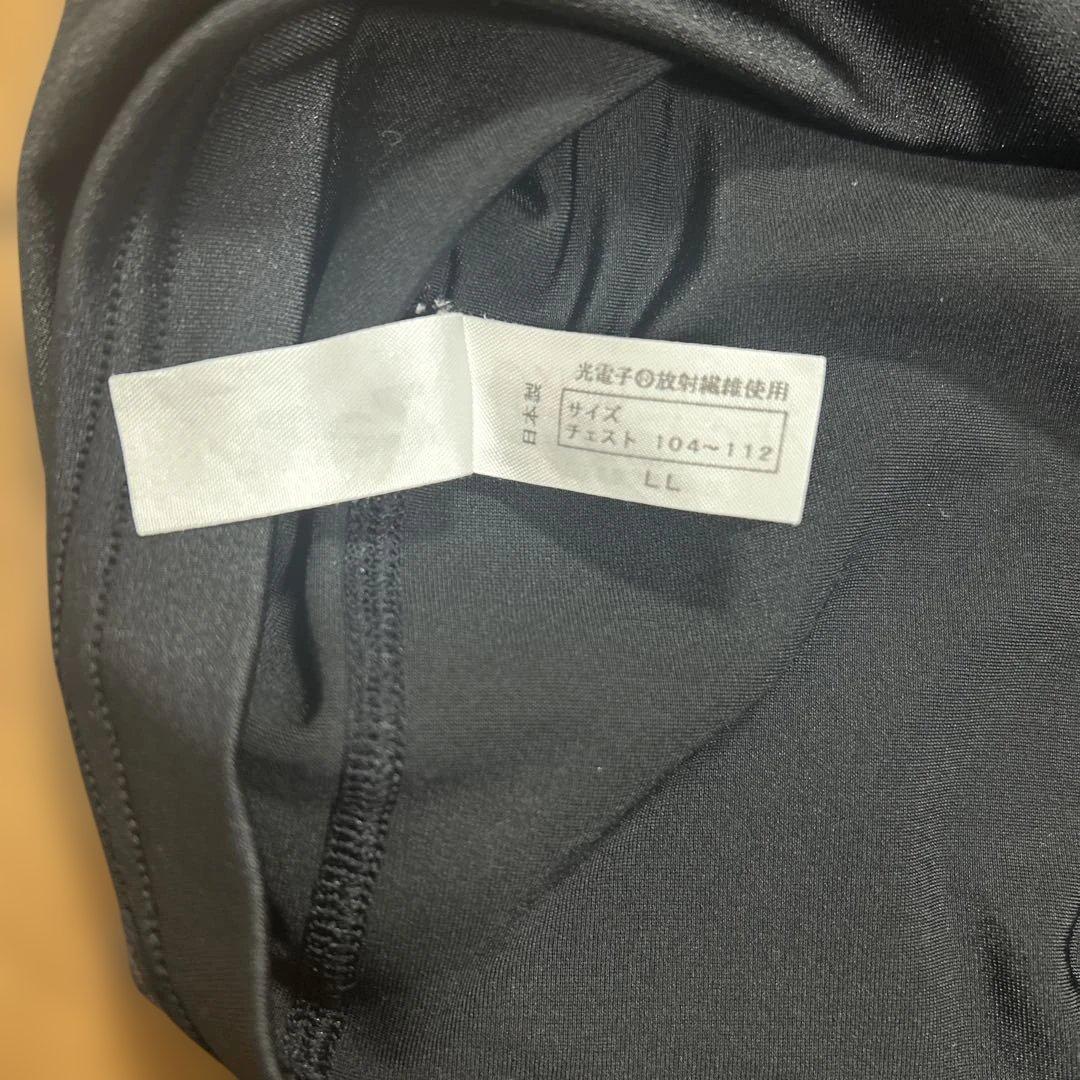 光電子®放射繊維使用
日本製
サイズ
チェスト 104～112
LL